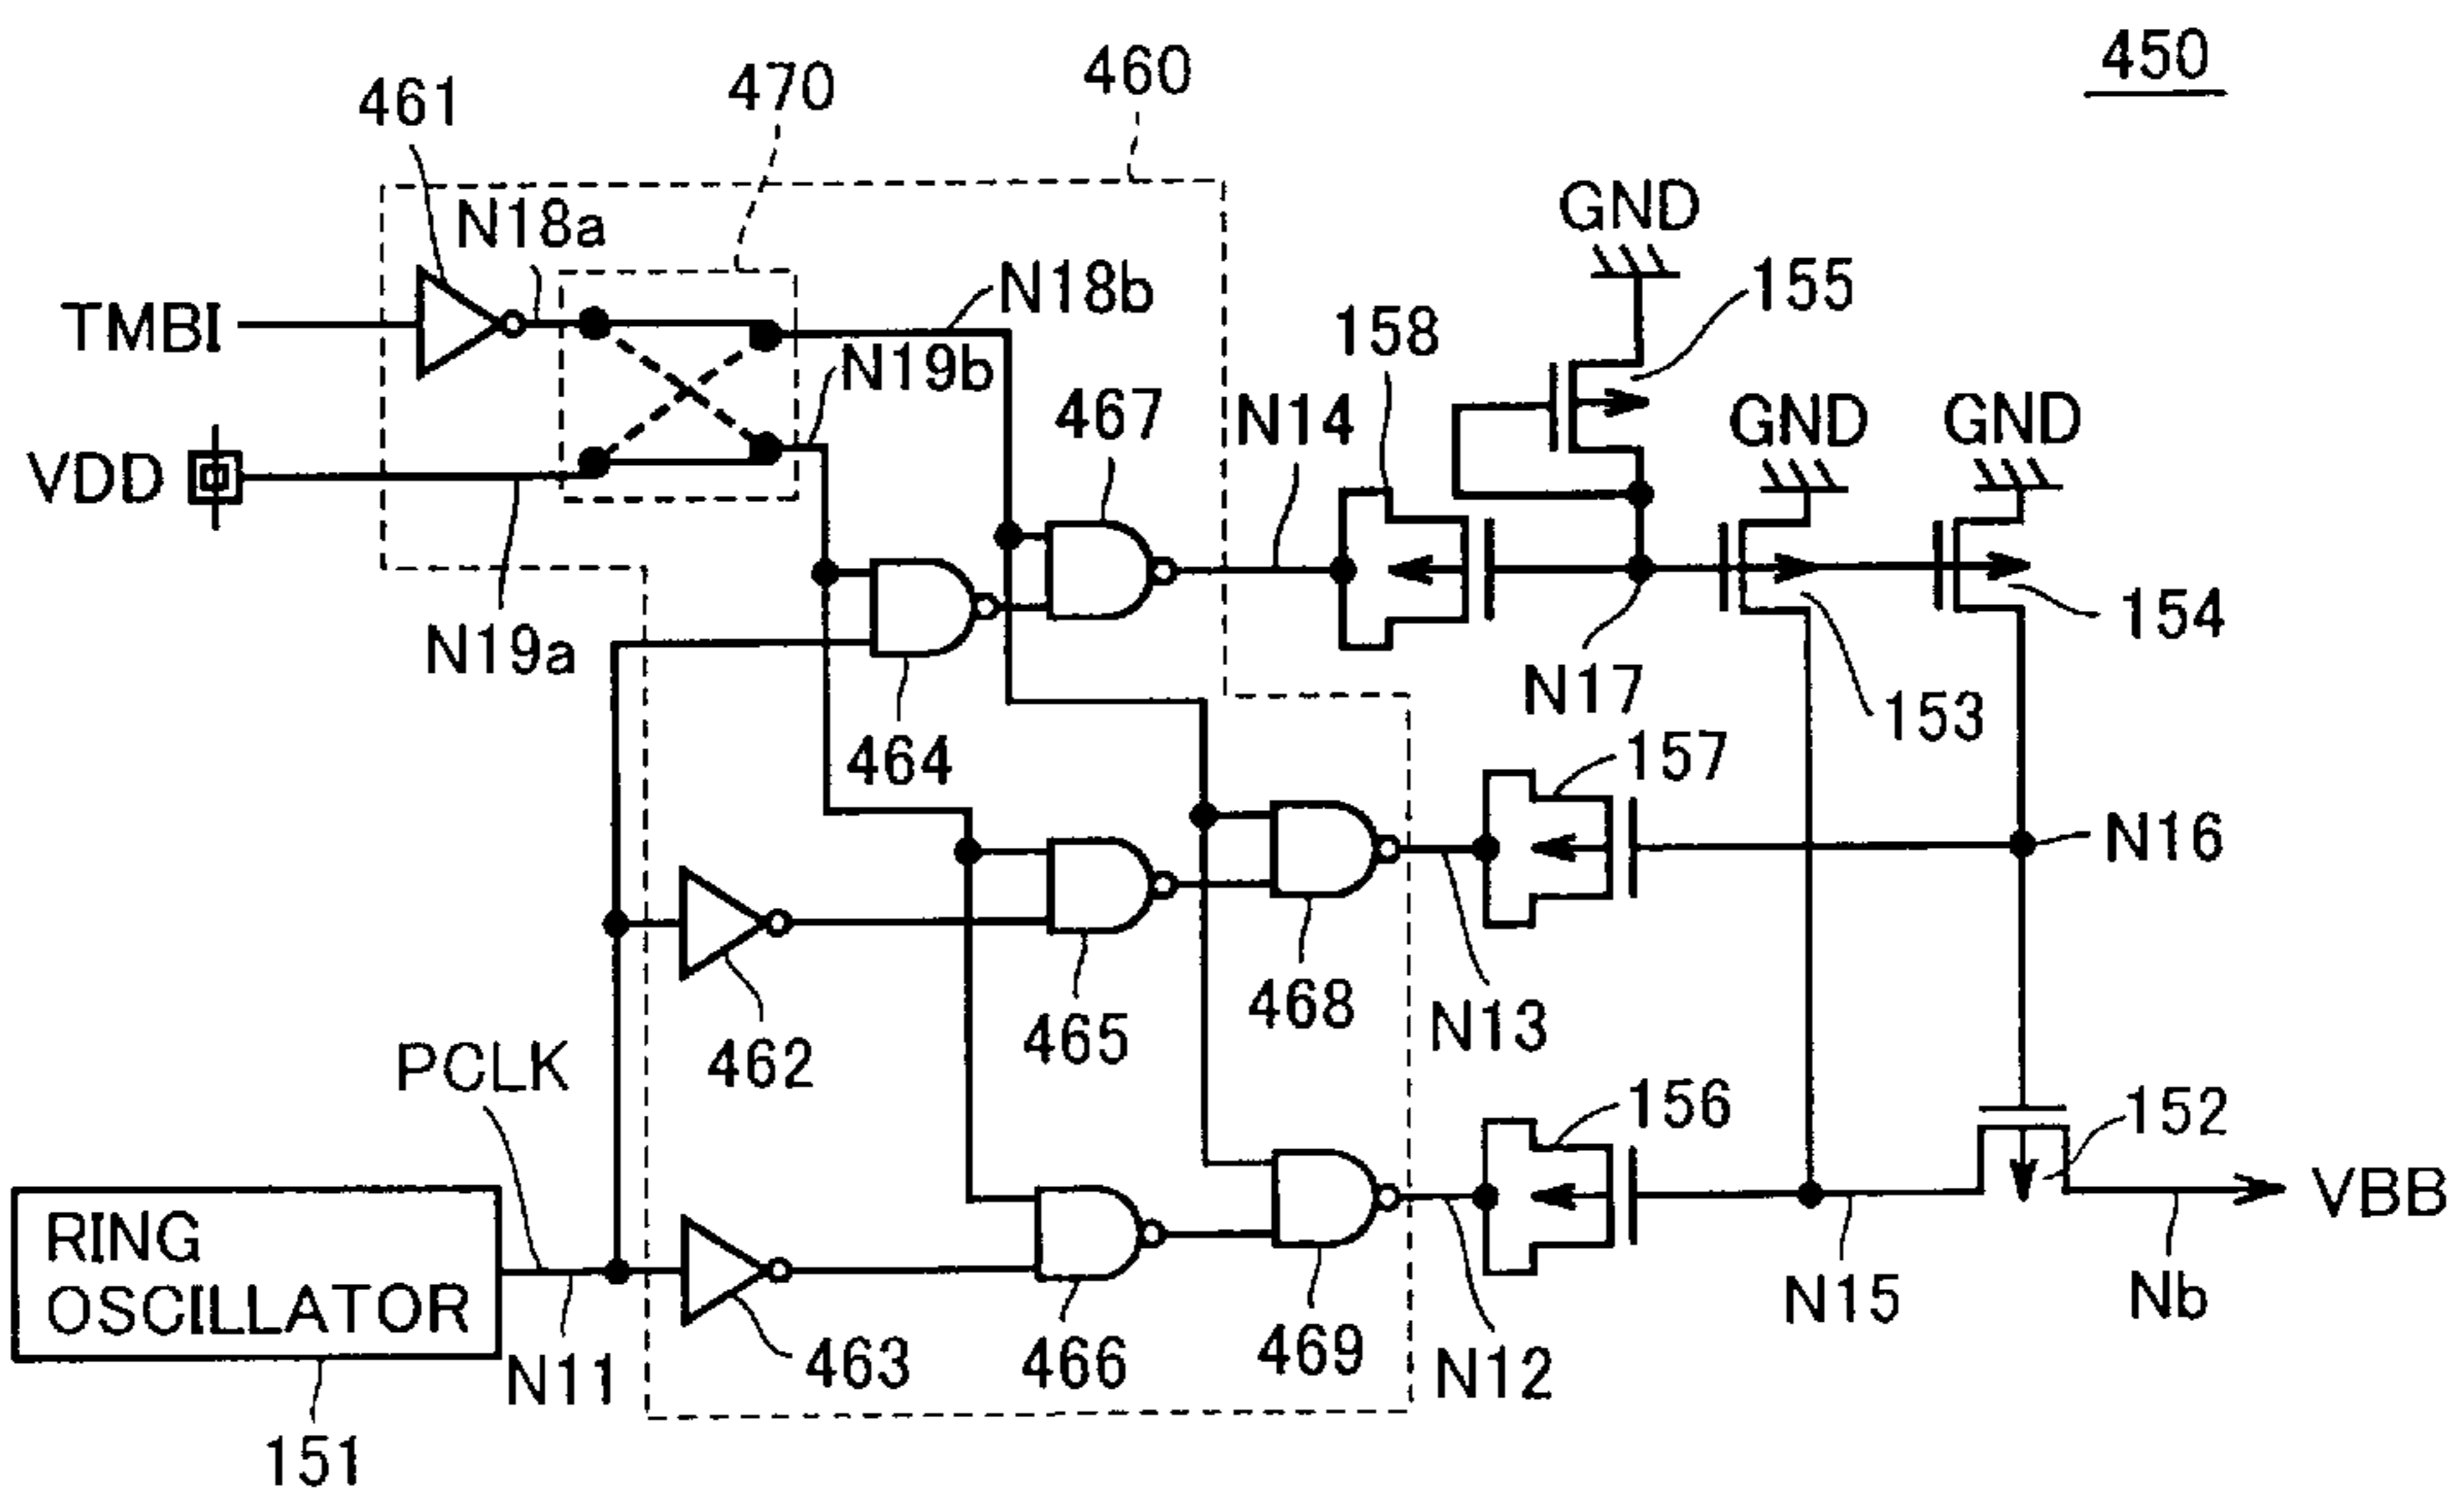 450
460
470
461
N18a
GND
N18b
155
TMBI
158
N19b
467
N14
GND
GND
VDD
N19a
154
N17
153
464
157
N16
462
465
468
N13
PCLK
156
152
RING
OSCILLATOR
VBB
N15
Nb
N11
463
466
469
N12
151